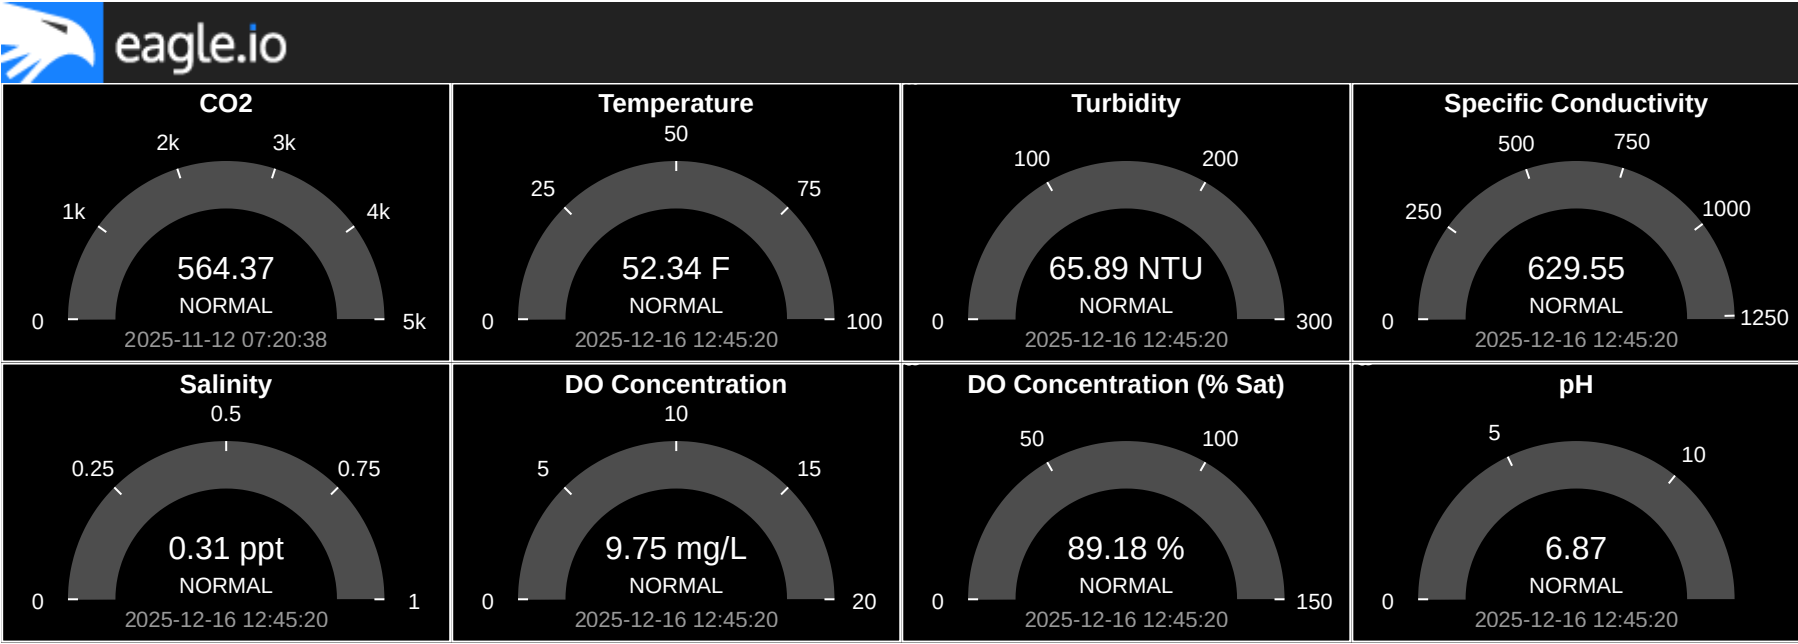 eagle.io
CO2
2k
3k
1k
4k
564.37
NORMAL
0
5k
2025-11-12 07:20:38
Temperature
50
25
75
52.34 F
NORMAL
0
100
2025-12-16 12:45:20
Turbidity
100
200
65.89 NTU
NORMAL
0
300
2025-12-16 12:45:20
Specific Conductivity
500
750
250
1000
629.55
NORMAL
0
1250
2025-12-16 12:45:20
Salinity
0.5
0.25
0.75
0.31 ppt
NORMAL
0
1
2025-12-16 12:45:20
DO Concentration
10
5
15
9.75 mg/L
NORMAL
0
20
2025-12-16 12:45:20
DO Concentration (% Sat)
50
100
89.18 %
NORMAL
0
150
2025-12-16 12:45:20
pH
5
10
6.87
NORMAL
0
2025-12-16 12:45:20